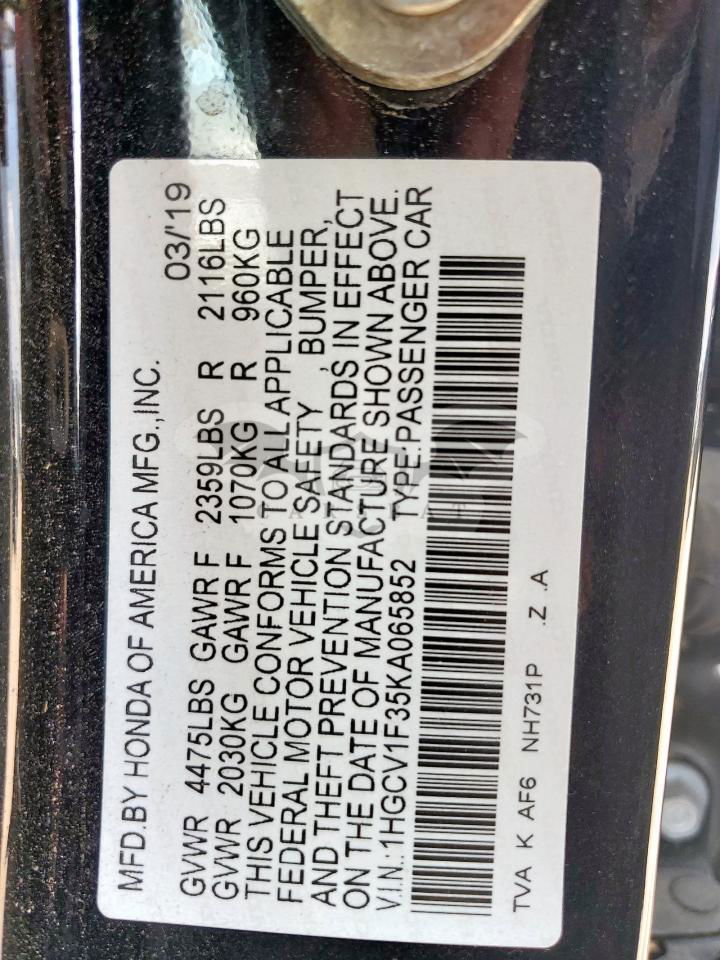 MFD.BY HONDA OF AMERICA MFG.,INC. 03/'19
GVWR 4475LBS GAWR F 2359LBS R 2116LBS
GVWR 2030KG GAWR F 1070KG R 960KG
THIS VEHICLE CONFORMS TO ALL APPLICABLE
FEDERAL MOTOR VEHICLE SAFETY , BUMPER,
AND THEFT PREVENTION STANDARDS IN EFFECT
ON THE DATE OF MANUFACTURE SHOWN ABOVE.
V.I.N.:1HGCV1F35KA065852 TYPE:PASSENGER CAR
TVA K AF6 NH731P .Z .A